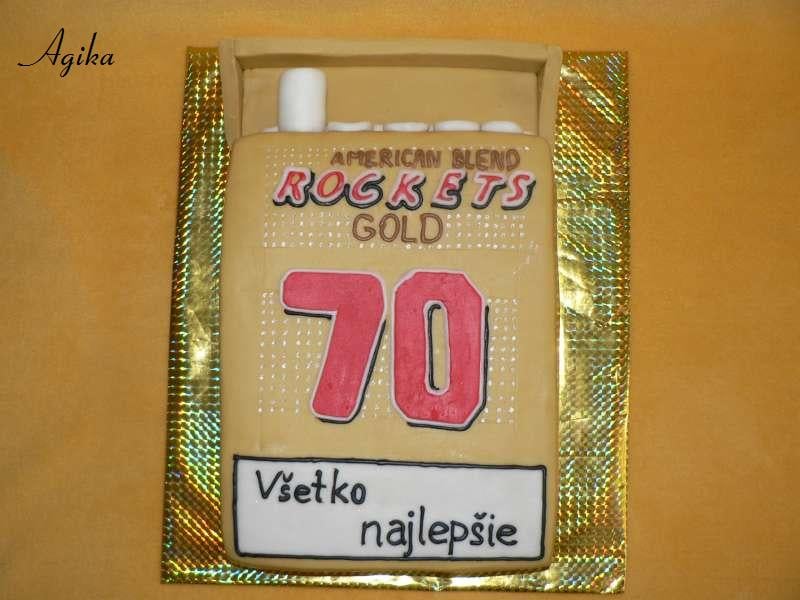 Agika
AMERICAN BLEND
ROCKETS
GOLD
70
Všetko
najlepšie